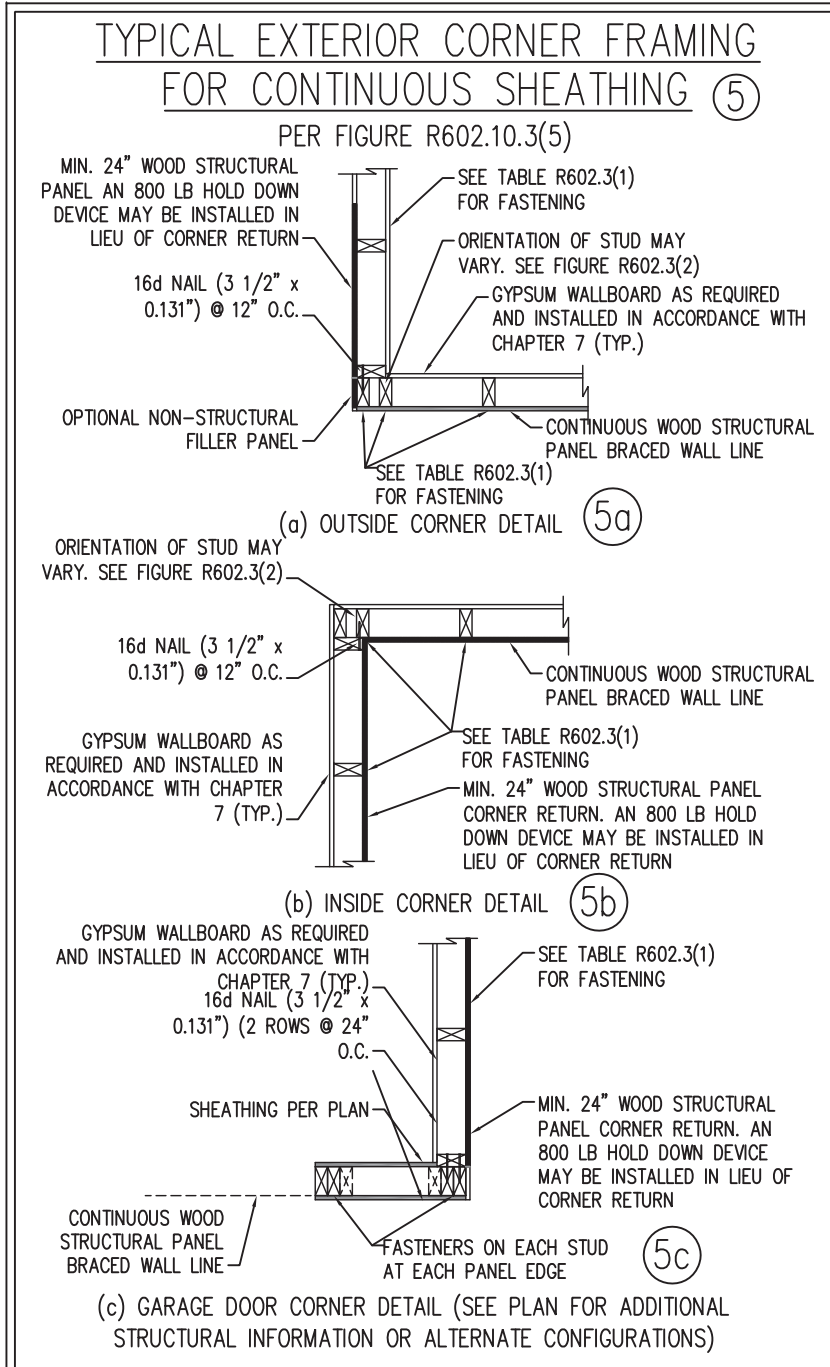 TYPICAL EXTERIOR CORNER FRAMING
FOR CONTINUOUS SHEATHING 5
PER FIGURE R602.10.3(5)
MIN. 24" WOOD STRUCTURAL
PANEL AN 800 LB HOLD DOWN
DEVICE MAY BE INSTALLED IN
LIEU OF CORNER RETURN
SEE TABLE R602.3(1)
FOR FASTENING
ORIENTATION OF STUD MAY
VARY. SEE FIGURE R602.3(2)
16d NAIL (3 1/2" x
0.131") @ 12" O.C.
GYPSUM WALLBOARD AS REQUIRED
AND INSTALLED IN ACCORDANCE WITH
CHAPTER 7 (TYP.)
OPTIONAL NON-STRUCTURAL
FILLER PANEL
CONTINUOUS WOOD STRUCTURAL
PANEL BRACED WALL LINE
SEE TABLE R602.3(1)
FOR FASTENING
(a) OUTSIDE CORNER DETAIL 5a
ORIENTATION OF STUD MAY
VARY. SEE FIGURE R602.3(2)
16d NAIL (3 1/2" x
0.131") @ 12" O.C.
CONTINUOUS WOOD STRUCTURAL
PANEL BRACED WALL LINE
GYPSUM WALLBOARD AS
REQUIRED AND INSTALLED IN
ACCORDANCE WITH CHAPTER
7 (TYP.)
SEE TABLE R602.3(1)
FOR FASTENING
MIN. 24" WOOD STRUCTURAL PANEL
CORNER RETURN. AN 800 LB HOLD
DOWN DEVICE MAY BE INSTALLED IN
LIEU OF CORNER RETURN
(b) INSIDE CORNER DETAIL 5b
GYPSUM WALLBOARD AS REQUIRED
AND INSTALLED IN ACCORDANCE WITH
CHAPTER 7 (TYP.)
16d NAIL (3 1/2" x
0.131") (2 ROWS @ 24"
O.C.
SEE TABLE R602.3(1)
FOR FASTENING
SHEATHING PER PLAN
MIN. 24" WOOD STRUCTURAL
PANEL CORNER RETURN. AN
800 LB HOLD DOWN DEVICE
MAY BE INSTALLED IN LIEU OF
CORNER RETURN
CONTINUOUS WOOD
STRUCTURAL PANEL
BRACED WALL LINE
FASTENERS ON EACH STUD
AT EACH PANEL EDGE
5c
(c) GARAGE DOOR CORNER DETAIL (SEE PLAN FOR ADDITIONAL
STRUCTURAL INFORMATION OR ALTERNATE CONFIGURATIONS)